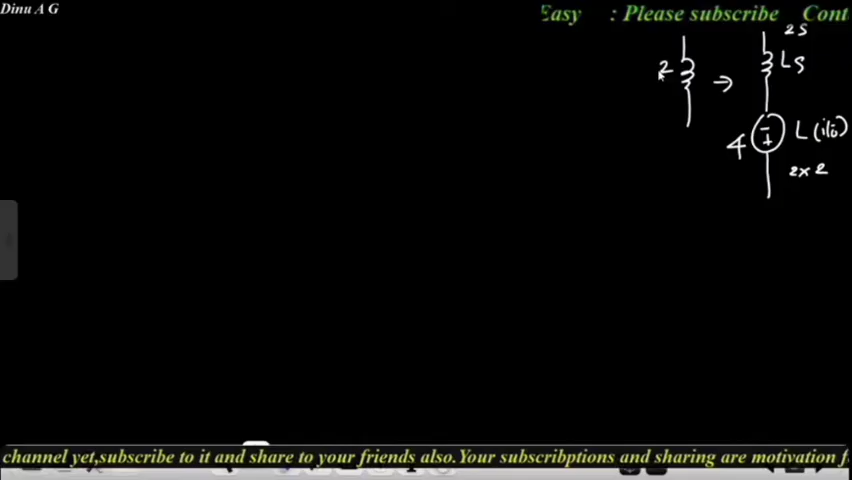 Dinu A G
Easy : Please subscribe Cont
2S
2 → LS
4 - + L(i(0))
2x2
channel yet,subscribe to it and share to your friends also.Your subscribptions and sharing are motivation f